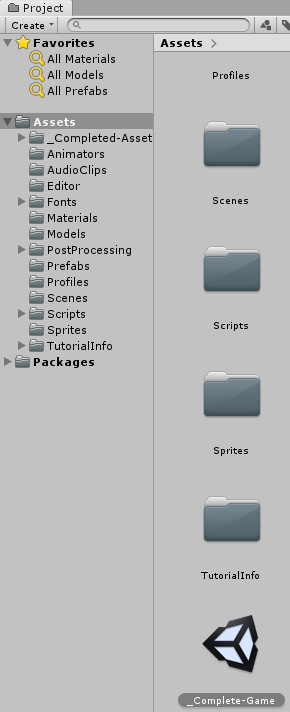 Project
Create
Favorites
All Materials
All Models
All Prefabs
Assets
_Completed-Asset
Animators
AudioClips
Editor
Fonts
Materials
Models
PostProcessing
Prefabs
Profiles
Scenes
Scripts
Sprites
TutorialInfo
Packages
Assets
Profiles
Scenes
Scripts
Sprites
TutorialInfo
_Complete-Game